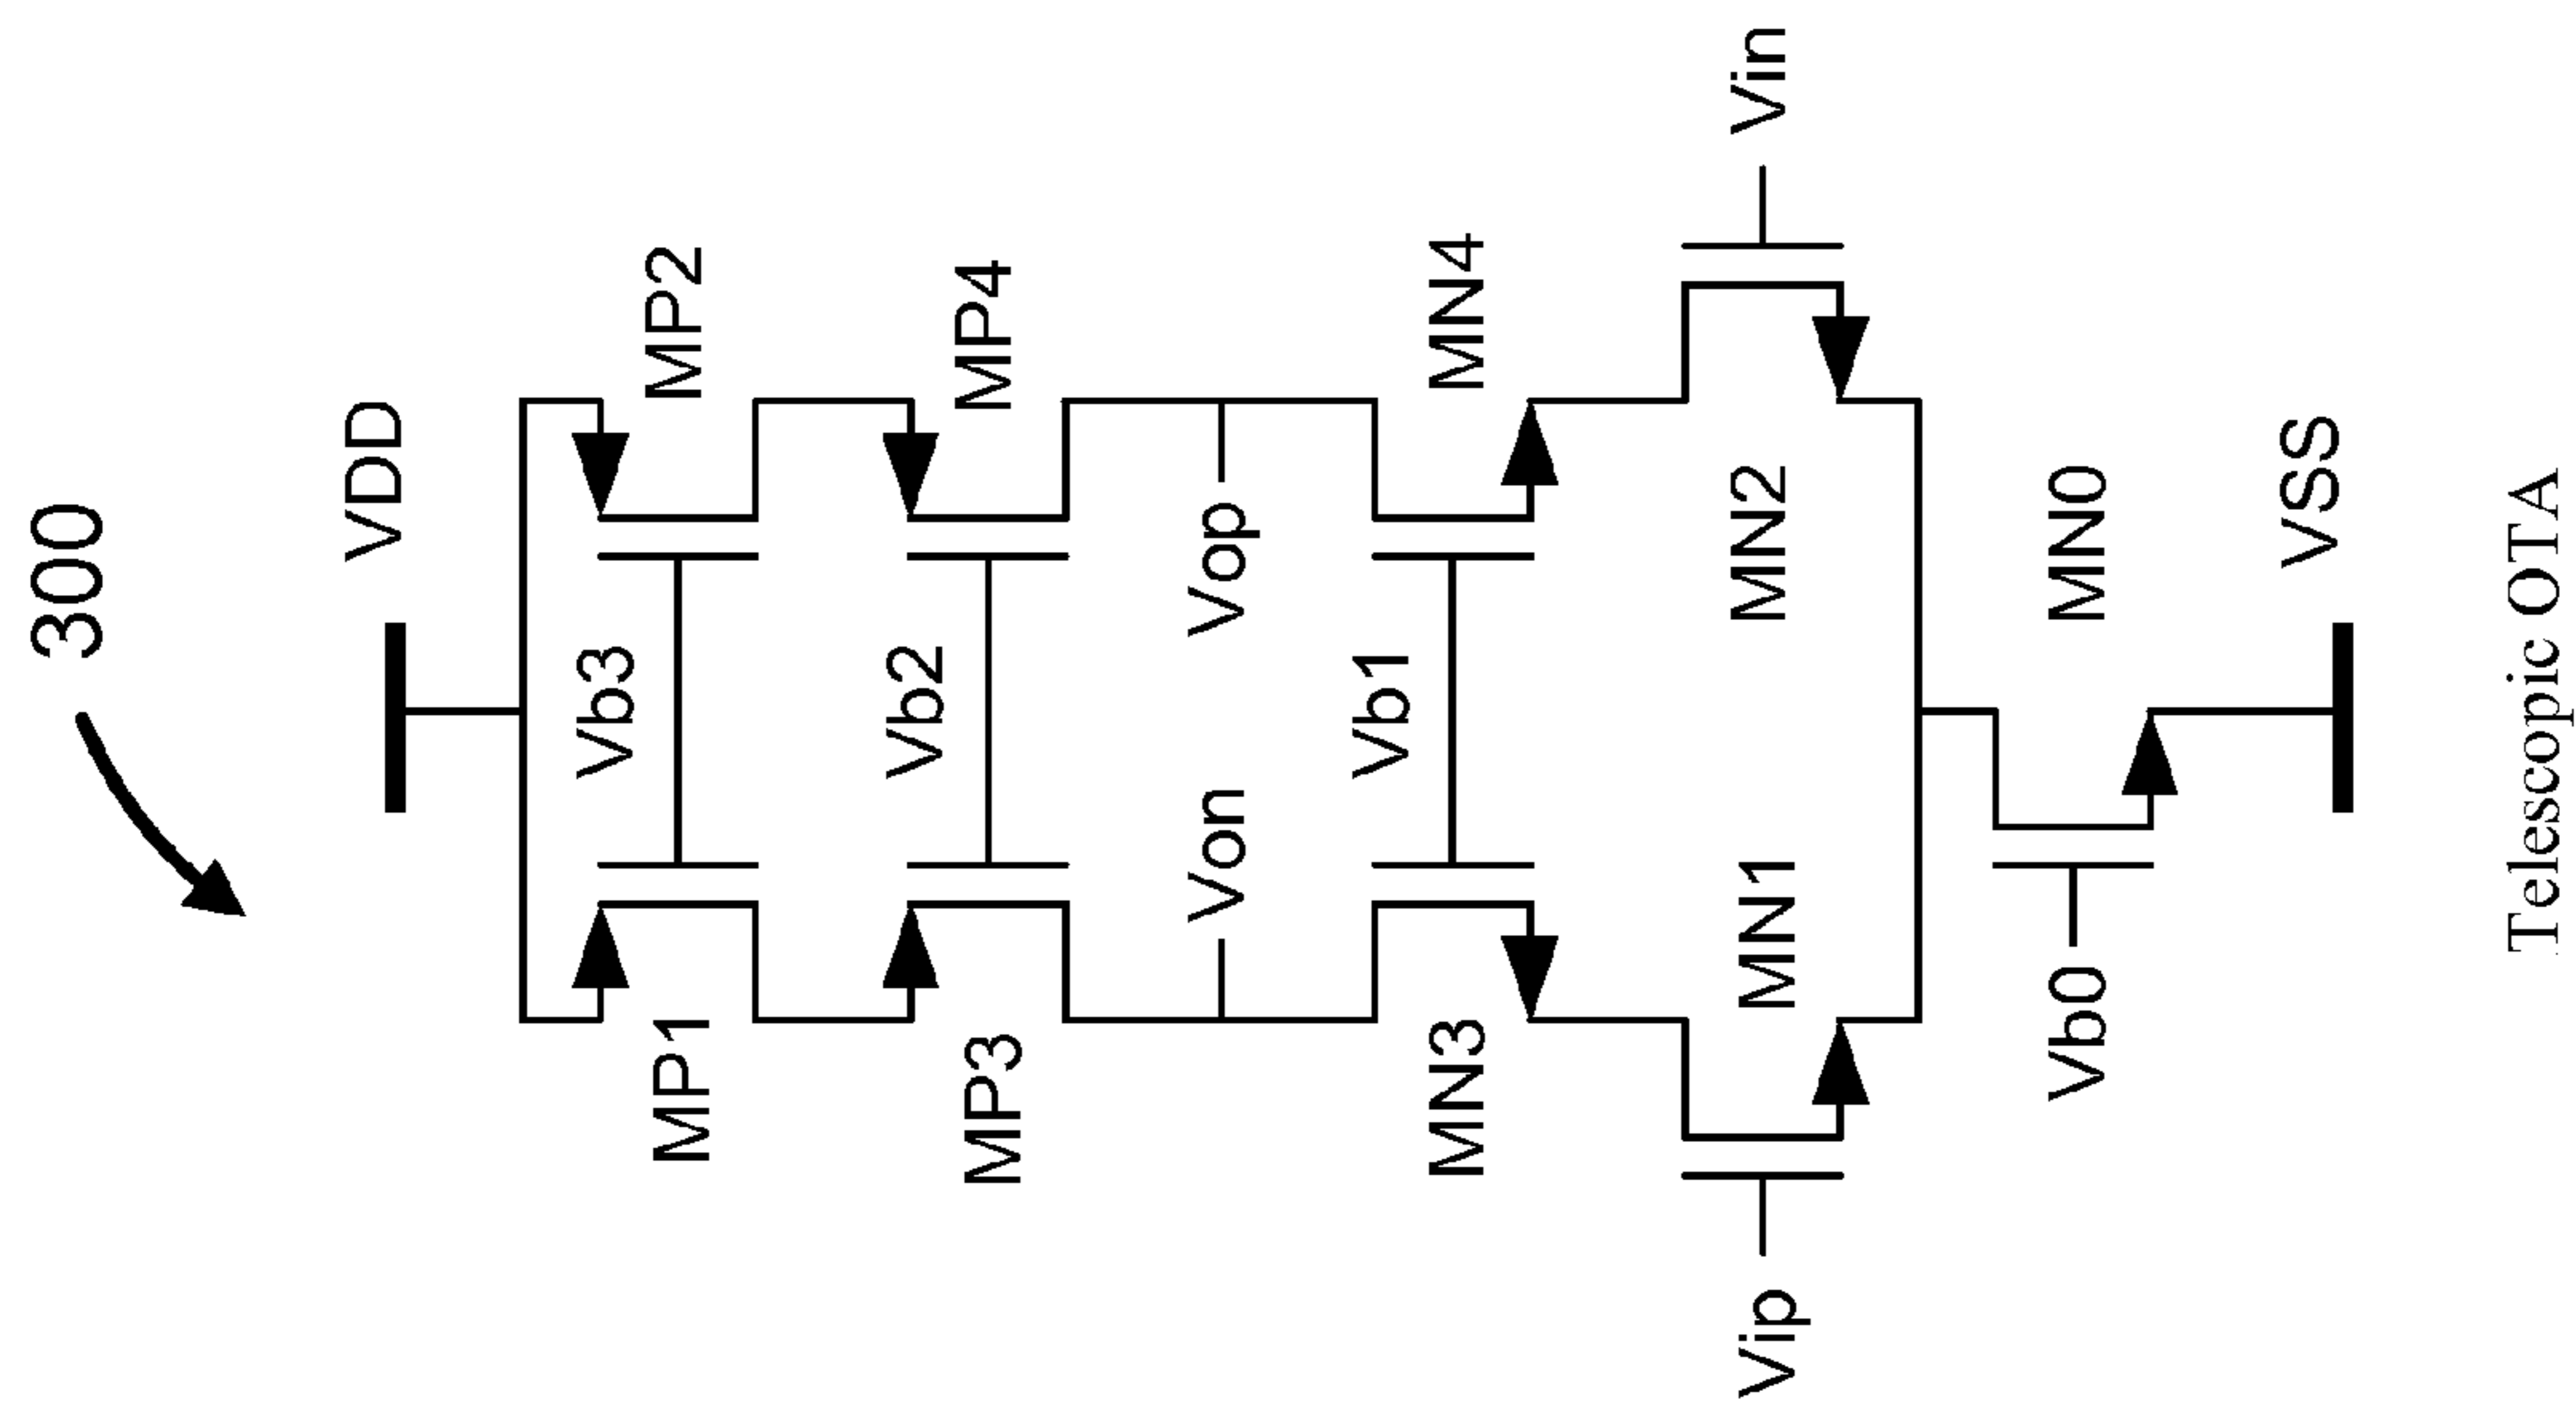 300
VDD
MP1
Vb3
MP2
MP3
Vb2
MP4
Von
Vop
MN3
Vb1
MN4
Vip
MN1
MN2
Vin
Vb0
MN0
VSS
Telescopic OTA